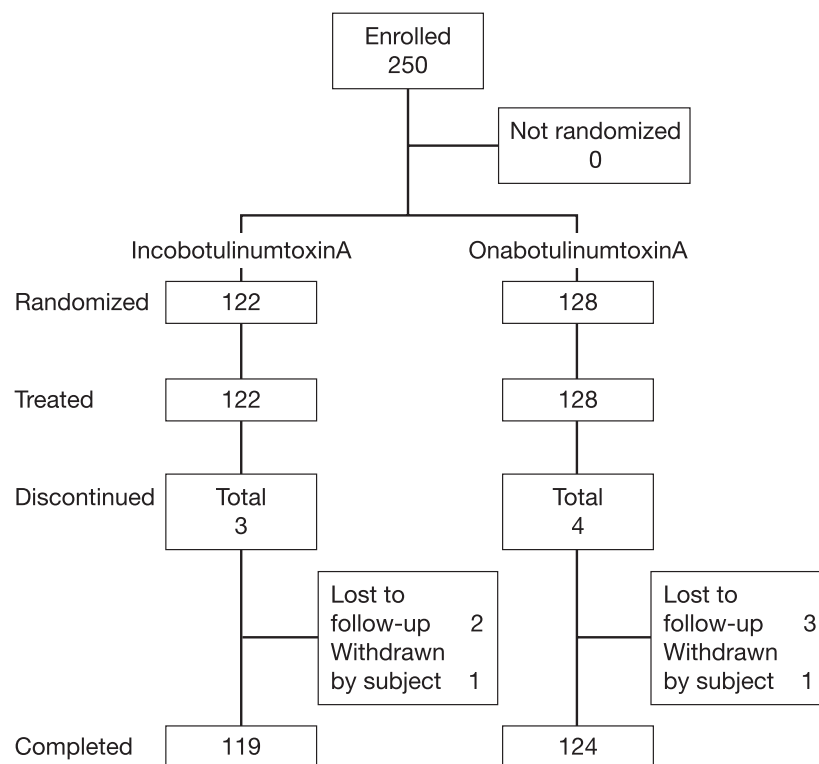 Enrolled
250
Not randomized
0
IncobotulinumtoxinA
OnabotulinumtoxinA
Randomized
122
128
Treated
122
128
Discontinued
Total
3
Total
4
Lost to
follow-up 2
Withdrawn
by subject 1
Lost to
follow-up 3
Withdrawn
by subject 1
Completed
119
124